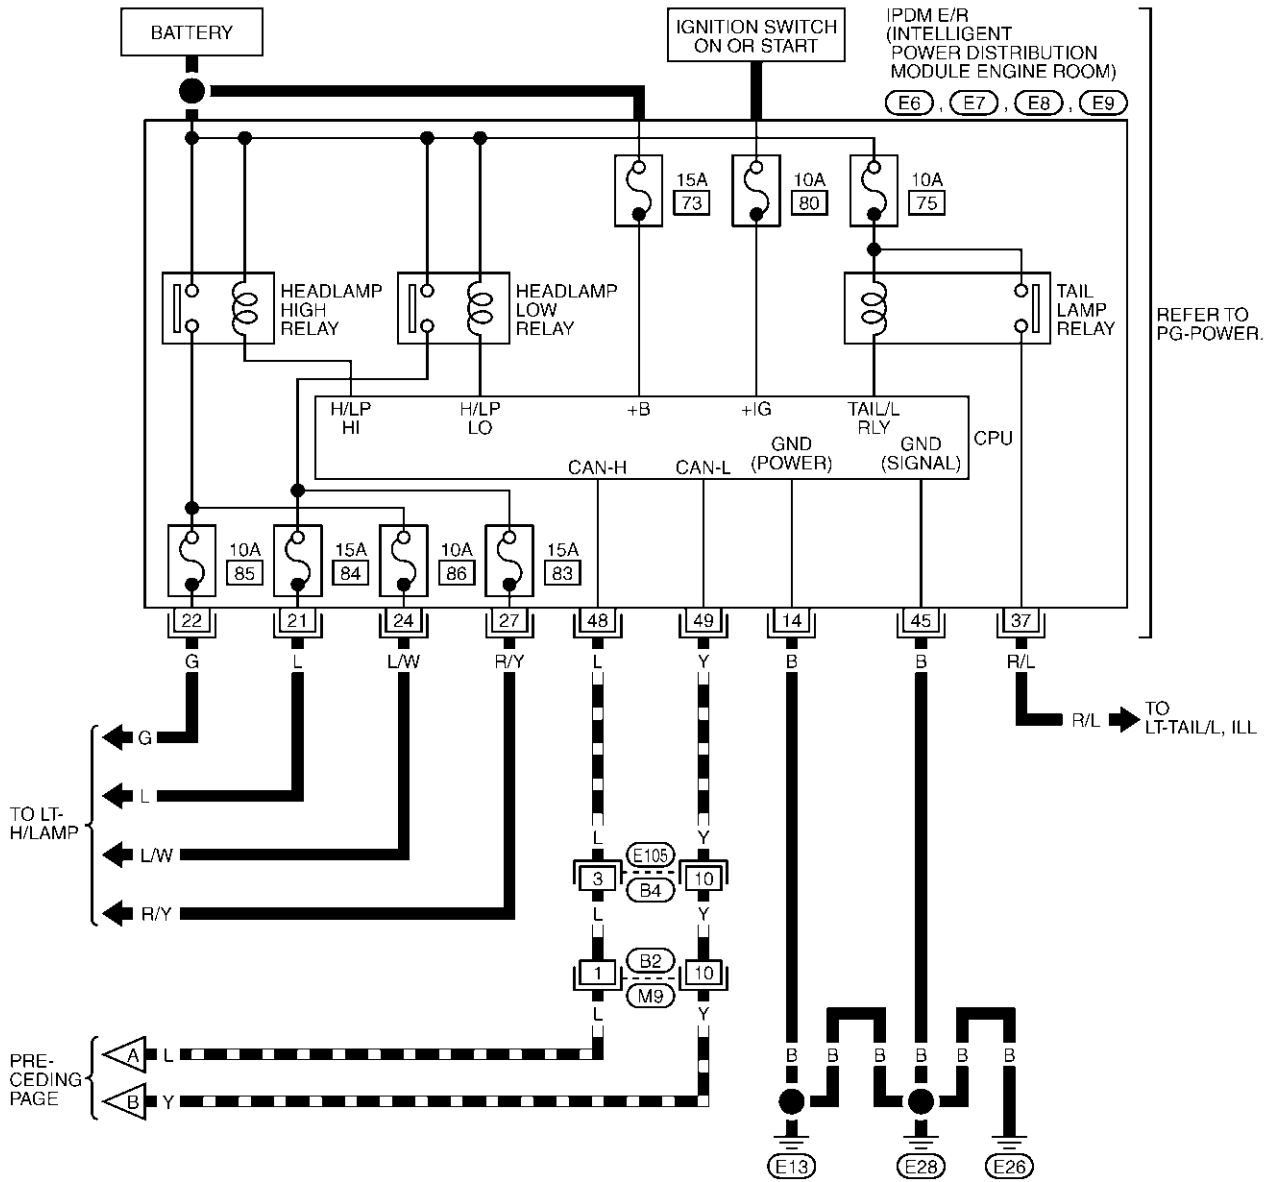 BATTERY
IGNITION SWITCH
ON OR START
IPDM E/R
(INTELLIGENT
POWER DISTRIBUTION
MODULE ENGINE ROOM)
E6 , E7 , E8 , E9
15A
73
10A
80
10A
75
HEADLAMP
HIGH
RELAY
HEADLAMP
LOW
RELAY
TAIL
LAMP
RELAY
REFER TO
PG-POWER.
H/LP
HI
H/LP
LO
+B
+IG
TAIL/L
RLY
CPU
CAN-H
CAN-L
GND
(POWER)
GND
(SIGNAL)
10A
85
15A
84
10A
86
15A
83
22 21 24 27 48 49 14 45 37
G L L/W R/Y L Y B B R/L
R/L
TO
LT-TAIL/L, ILL
TO LT-
H/LAMP
G
L
L/W
R/Y
L Y
3 E105 10
B4
L Y
1 B2 10
M9
L Y
PRE-
CEDING
PAGE
A L
B Y
B B B B B B
E13 E28 E26